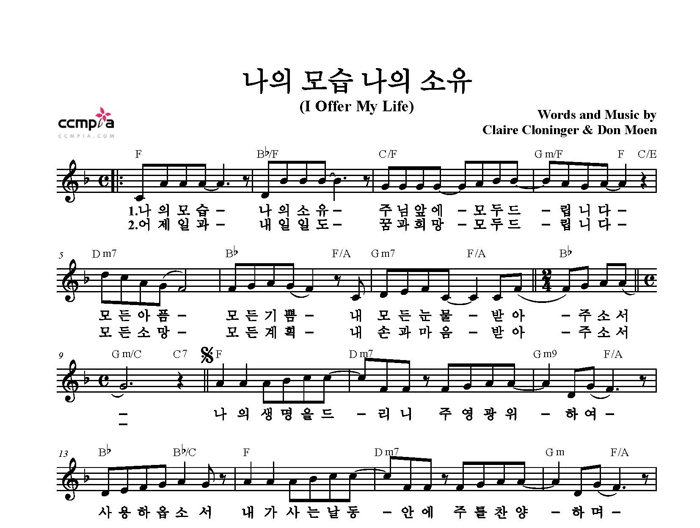 나의 모습 나의 소유
(I Offer My Life)
ccmpia
CCMPIA.COM
Words and Music by
Claire Cloninger & Don Moen
F B♭/F C/F Gm/F F C/E
1.나 의 모 습- 나 의 소 유- 주 님 앞 에- 모 두 드- 립 니 다-
2.어 제 일 과- 내 일 일 도- 꿈 과 희 망- 모 두 드- 립 니 다-
5 Dm7 B♭ F/A B♭ F/A B♭
모 든 아 픔- 모 든 기 쁨- 내 모 든 눈 물- 받 아- 주 소 서
모 든 소 망- 모 든 계 획- 내 손 과 마 음- 받 아- 주 소 서
9 Gm/C C7 F Dm7 Gm9 F/A
- 나 의 생 명 을 드- 리 니 주 영 광 위- 하 여-
-
13 B♭ B♭/C F Dm7 Gm F/A
사 용 하 옵 소 서 내 가 사 는 날 동- 안 에 주 를 찬 양- 하 며-